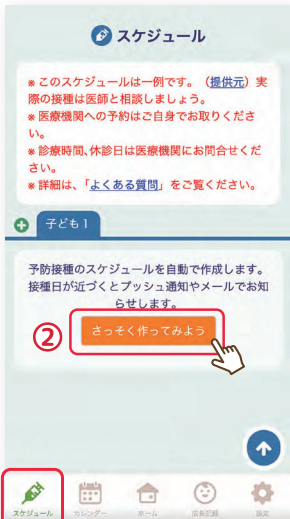 スケジュール
※このスケジュールは一例です。（提供元）実
際の接種は医師と相談しましょう。
※医療機関への予約はご自身でお取りくださ
い。
※診療時間、休診日は医療機関にお問合せくだ
さい。
※詳細は、「よくある質問」をご覧ください。
子ども1
予防接種のスケジュールを自動で作成します。
接種日が近づくとプッシュ通知やメールでお知
らせします。
②
さっそく作ってみよう
スケジュール
カレンダー
ホーム
成長記録
設定